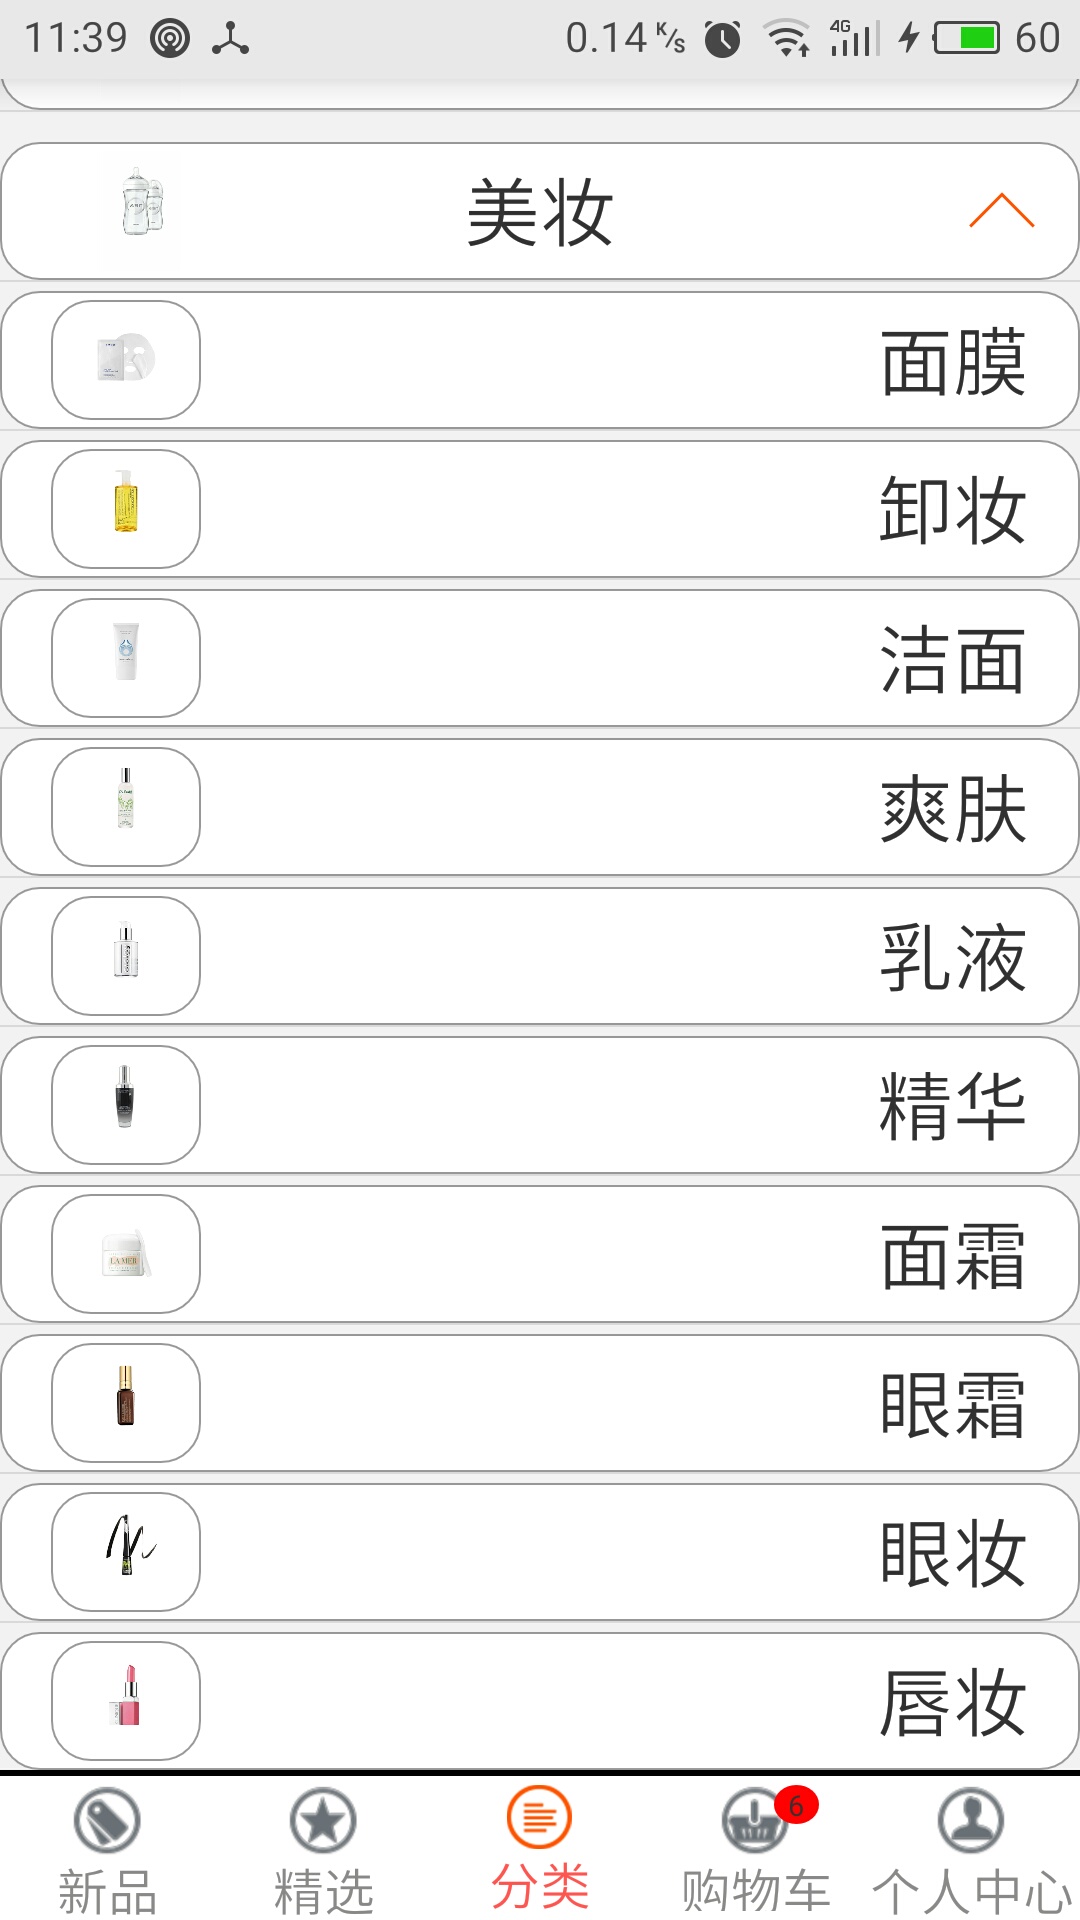 11:39 0.14 K/s 4G 60
美妆
面膜
卸妆
洁面
爽肤
乳液
精华
面霜
LA MER
眼霜
眼妆
唇妆
6
新品 精选 分类 购物车 个人中心